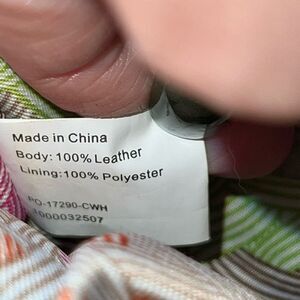 Made in China
Body: 100% Leather
Lining:100% Polyester
PO-17290-CWH
1000032507